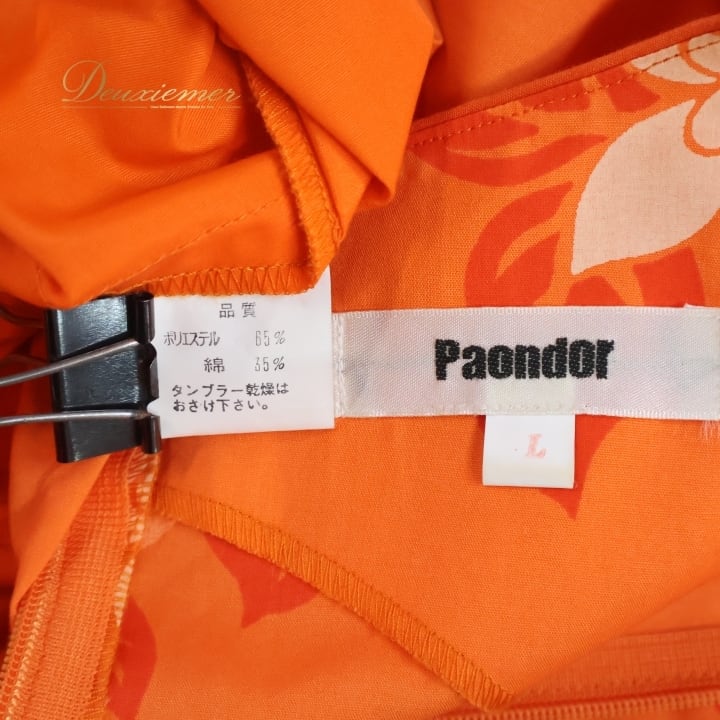 Deuxiemer
品質
ポリエステル 65%
綿 35%
タンブラー乾燥は
おさけ下さい。
Paondor
L